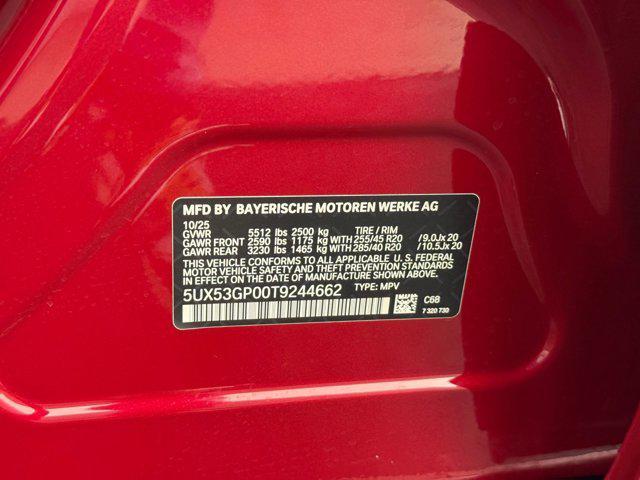 MFD BY BAYERISCHE MOTOREN WERKE AG
10/25
GVWR 5512 lbs 2500 kg TIRE / RIM
GAWR FRONT 2590 lbs 1175 kg WITH 255/45 R20 / 9.0Jx 20
GAWR REAR 3230 lbs 1465 kg WITH 285/40 R20 /10.5Jx 20
THIS VEHICLE CONFORMS TO ALL APPLICABLE U.S. FEDERAL
MOTOR VEHICLE SAFETY AND THEFT PREVENTION STANDARDS
IN EFFECT ON THE DATE OF MANUFACTURE SHOWN ABOVE.
5UX53GP00T9244662 TYPE: MPV
C68
7 320 730